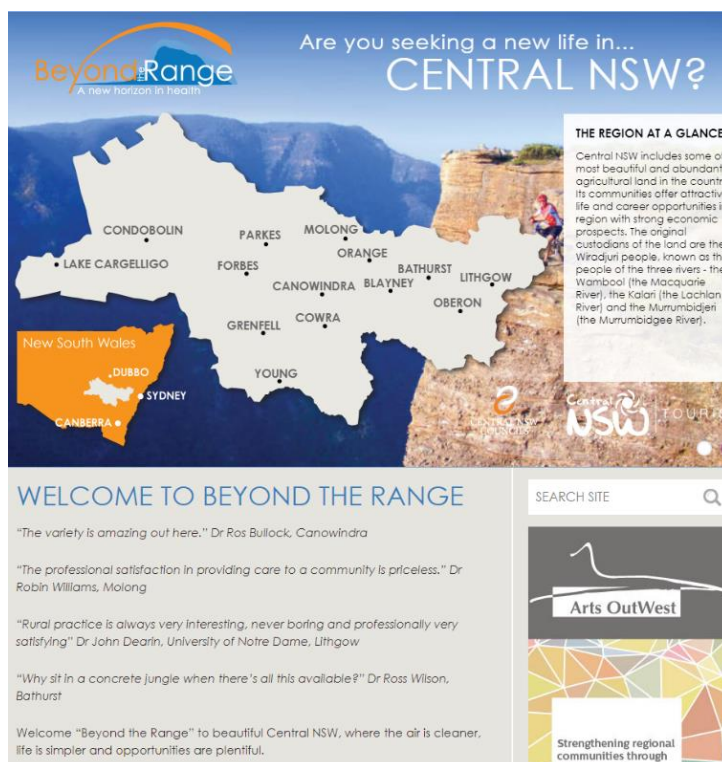 Beyond the Range
A new horizon in health
Are you seeking a new life in...
CENTRAL NSW?
THE REGION AT A GLANCE
Central NSW includes some of
most beautiful and abundant
agricultural land in the countr
Its communities offer attractiv
life and career opportunities i
region with strong economic
prospects. The original
custodians of the land are the
Wiradjuri people, known as th
people of the three rivers - the
Wambool (the Macquarie
River), the Kalari (the Lachlan
River) and the Murrumbidjeri
(the Murrumbidgee River).
CONDOBOLIN
PARKES
MOLONG
ORANGE
LAKE CARGELLIGO
FORBES
BATHURST
LITHGOW
CANOWINDRA
BLAYNEY
OBERON
GRENFELL
COWRA
YOUNG
New South Wales
DUBBO
SYDNEY
CANBERRA
CENTRAL NSW
COUNCILS
Central
NSW
TOURI
WELCOME TO BEYOND THE RANGE
"The variety is amazing out here." Dr Ros Bullock, Canowindra
"The professional satisfaction in providing care to a community is priceless." Dr
Robin Williams, Molong
"Rural practice is always very interesting, never boring and professionally very
satisfying" Dr John Dearin, University of Notre Dame, Lithgow
"Why sit in a concrete jungle when there's all this available?" Dr Ross Wilson,
Bathurst
Welcome "Beyond the Range" to beautiful Central NSW, where the air is cleaner,
life is simpler and opportunities are plentiful.
SEARCH SITE
Arts OutWest
Strengthening regional
communities through